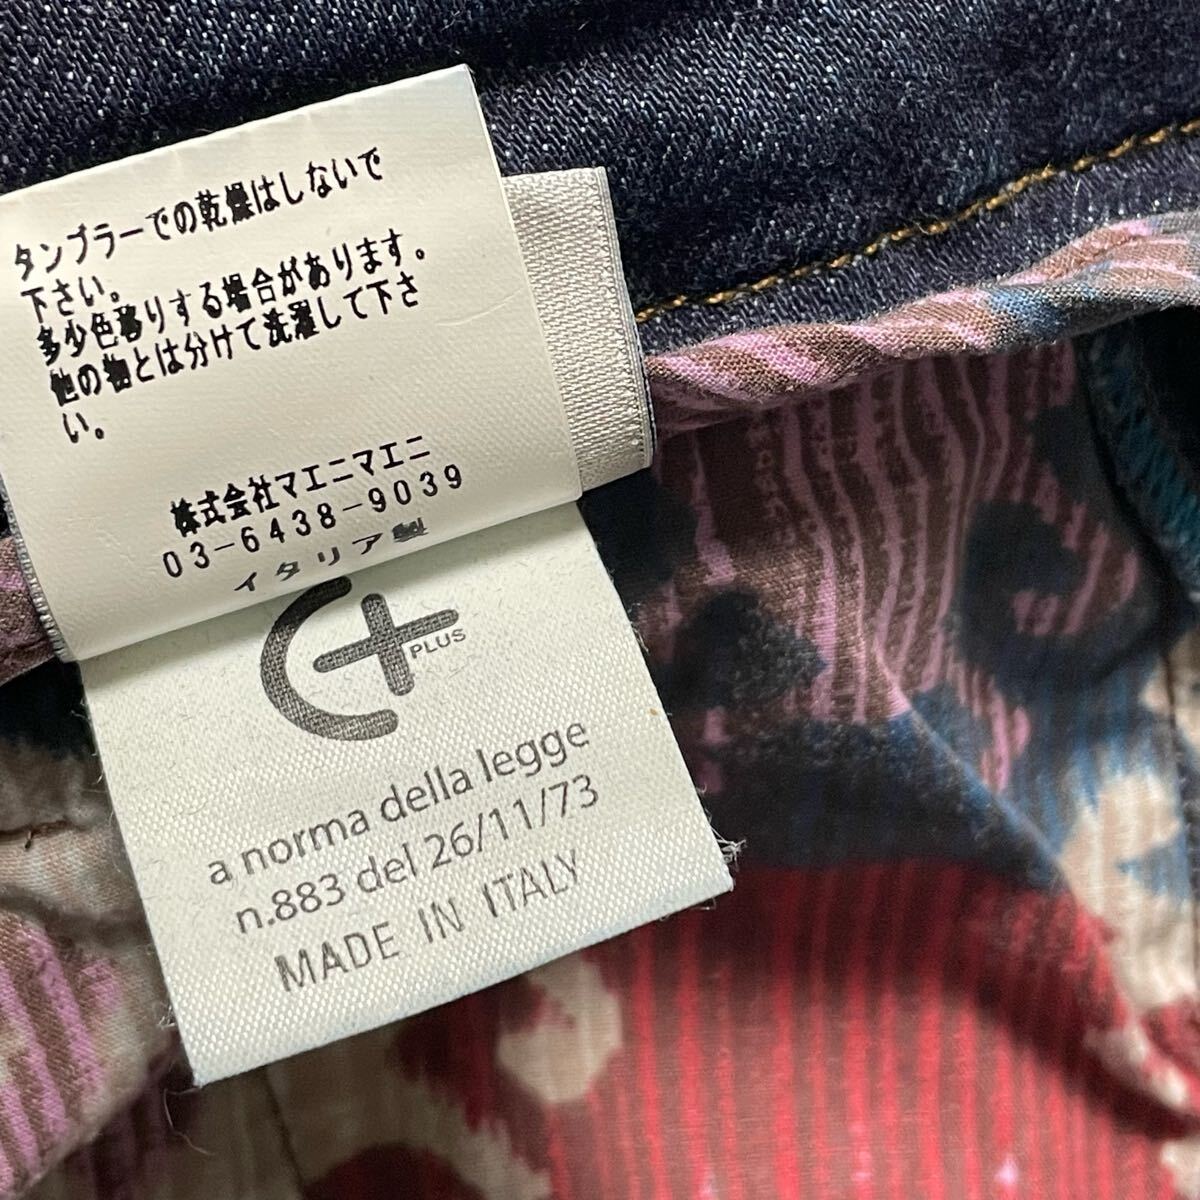 タンブラーでの乾燥はしないで
下さい。
多少色移りする場合があります。
他の物とは分けて洗濯して下さ
い。
株式会社マエニマエニ
03-6438-9039
イタリア製
PLUS
a norma della legge
n.883 del 26/11/73
MADE IN ITALY